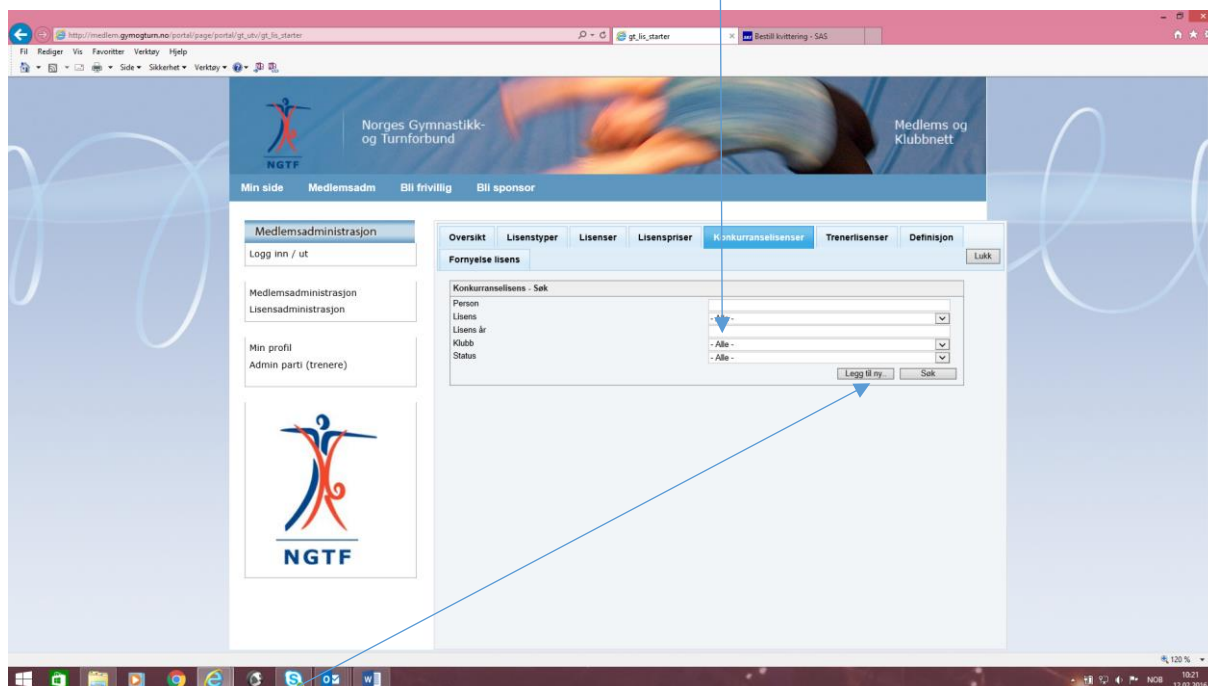 http://medlem.gymogturn.no/portal/page/portal/gt_utv/gt_lis_starter
gt_lis_starter
Bestill kvittering - SAS
Fil Rediger Vis Favoritter Verktøy Hjelp
Side Sikkerhet Verktøy
NGTF
Norges Gymnastikk-
og Turnforbund
Medlems og
Klubbnett
Min side Medlemsadm Bli frivillig Bli sponsor
Medlemsadministrasjon
Logg inn / ut
Medlemsadministrasjon
Lisensadministrasjon
Min profil
Admin parti (trenere)
NGTF
Oversikt Lisenstyper Lisenser Lisenspriser Konkurranselisenser Trenerlisenser Definisjon
Fornyelse lisens
Lukk
Konkurranselisens - Søk
Person
Lisens
Lisens år
Klubb - Alle -
Status - Alle -
Legg til ny.. Søk
120 %
NOB
10:21
12.02.2016